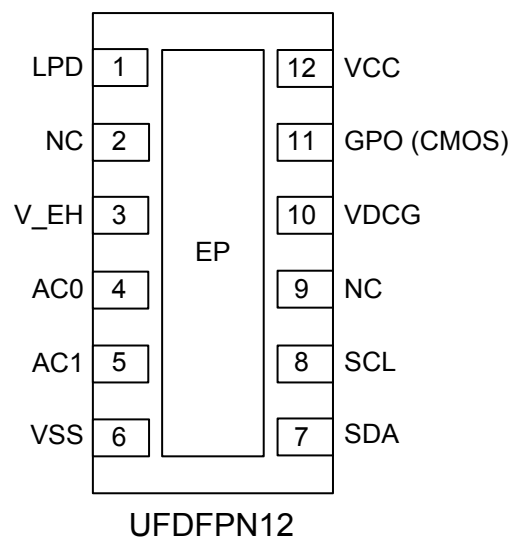 LPD 1 12 VCC
NC 2 11 GPO (CMOS)
V_EH 3 10 VDCG
EP
AC0 4 9 NC
AC1 5 8 SCL
VSS 6 7 SDA
UFDFPN12